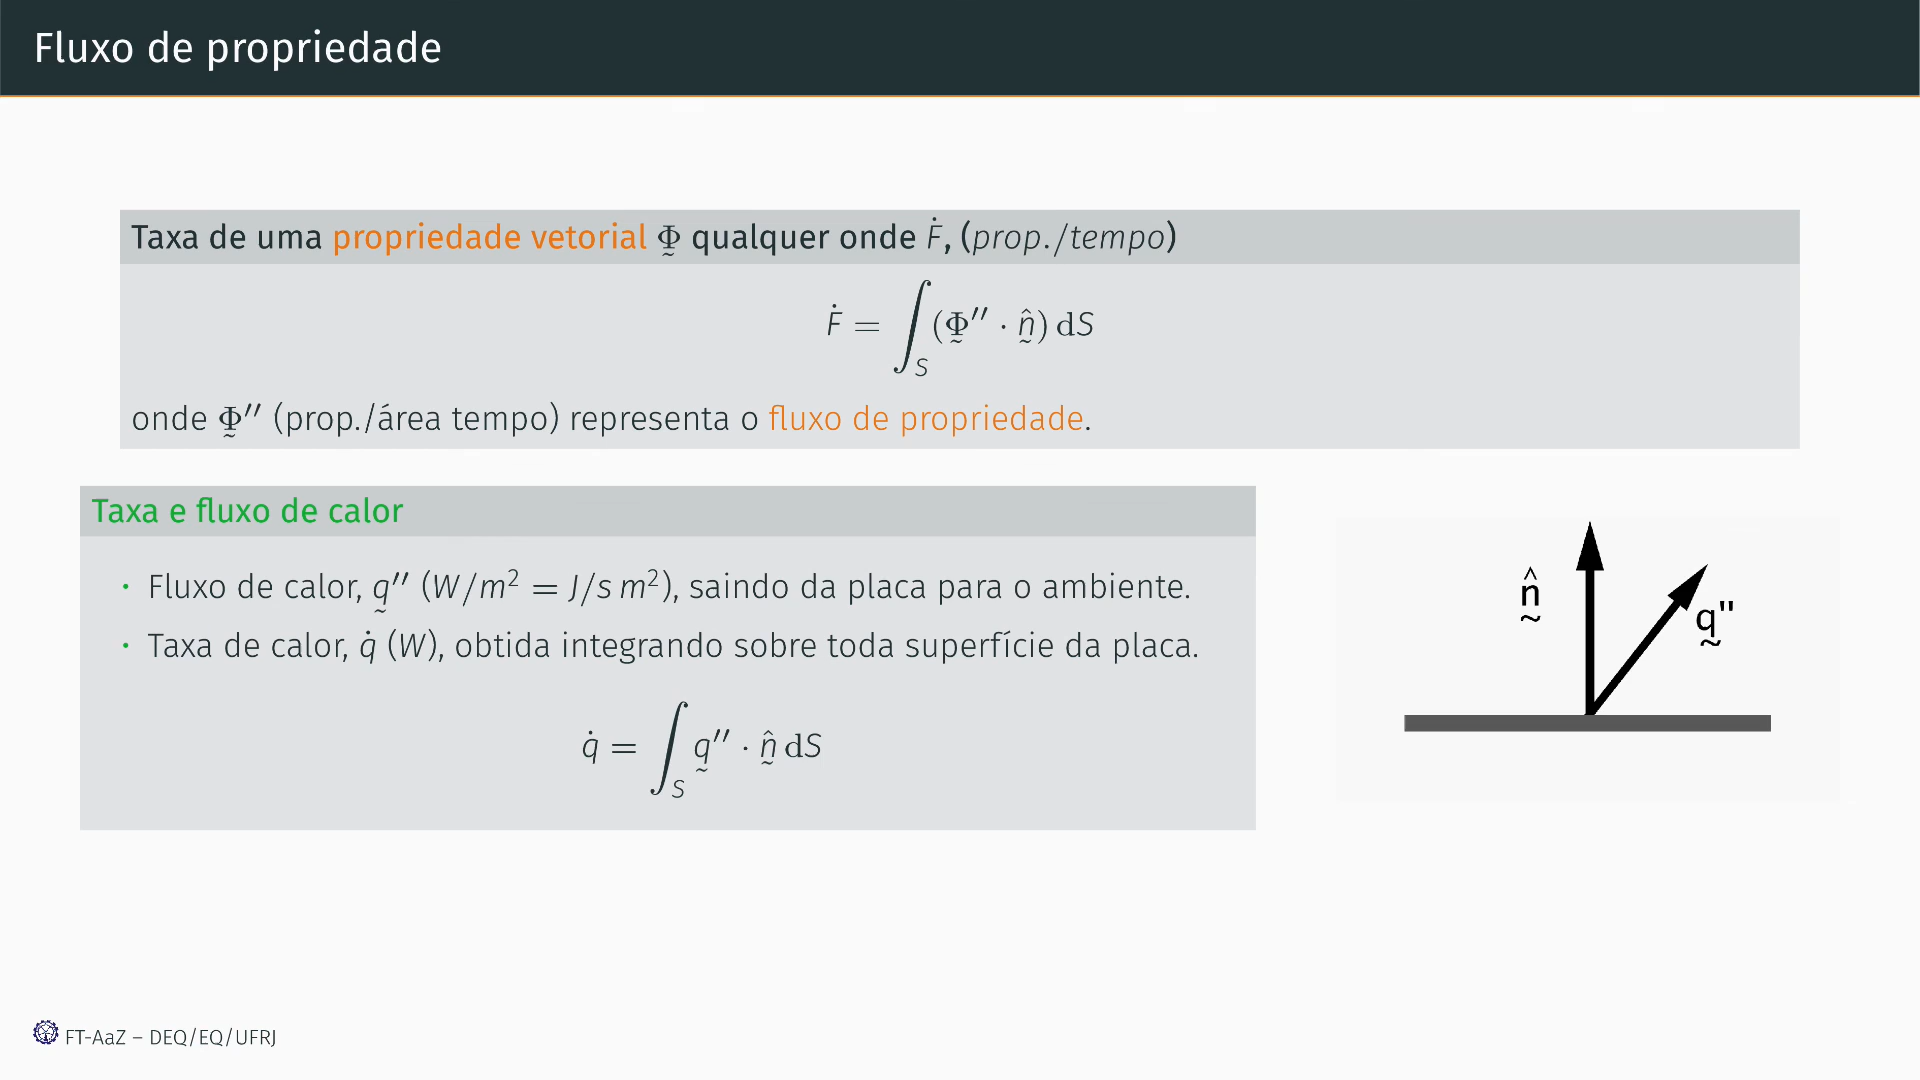 Fluxo de propriedade
Taxa de uma propriedade vetorial Φ̰ qualquer onde Ḟ, (prop./tempo)
Ḟ = ∫_S (Φ̰″ · n̰̂) dS
onde Φ̰″ (prop./área tempo) representa o fluxo de propriedade.
Taxa e fluxo de calor
• Fluxo de calor, q̰″ (W/m² = J/s m²), saindo da placa para o ambiente.
• Taxa de calor, q̇ (W), obtida integrando sobre toda superfície da placa.
q̇ = ∫_S q̰″ · n̰̂ dS
n̰̂
q̰"
FT-AaZ – DEQ/EQ/UFRJ